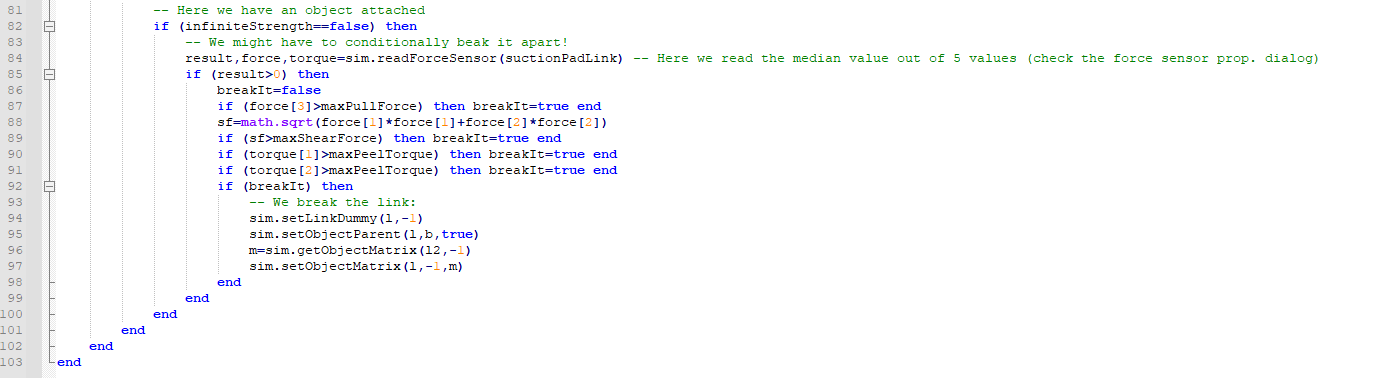 81 -- Here we have an object attached
82 if (infiniteStrength==false) then
83 -- We might have to conditionally beak it apart!
84 result,force,torque=sim.readForceSensor(suctionPadLink) -- Here we read the median value out of 5 values (check the force sensor prop. dialog)
85 if (result>0) then
86 breakIt=false
87 if (force[3]>maxPullForce) then breakIt=true end
88 sf=math.sqrt(force[1]*force[1]+force[2]*force[2])
89 if (sf>maxShearForce) then breakIt=true end
90 if (torque[1]>maxPeelTorque) then breakIt=true end
91 if (torque[2]>maxPeelTorque) then breakIt=true end
92 if (breakIt) then
93 -- We break the link:
94 sim.setLinkDummy(l,-1)
95 sim.setObjectParent(l,b,true)
96 m=sim.getObjectMatrix(l2,-1)
97 sim.setObjectMatrix(l,-1,m)
98 end
99 end
100 end
101 end
102 end
103 end